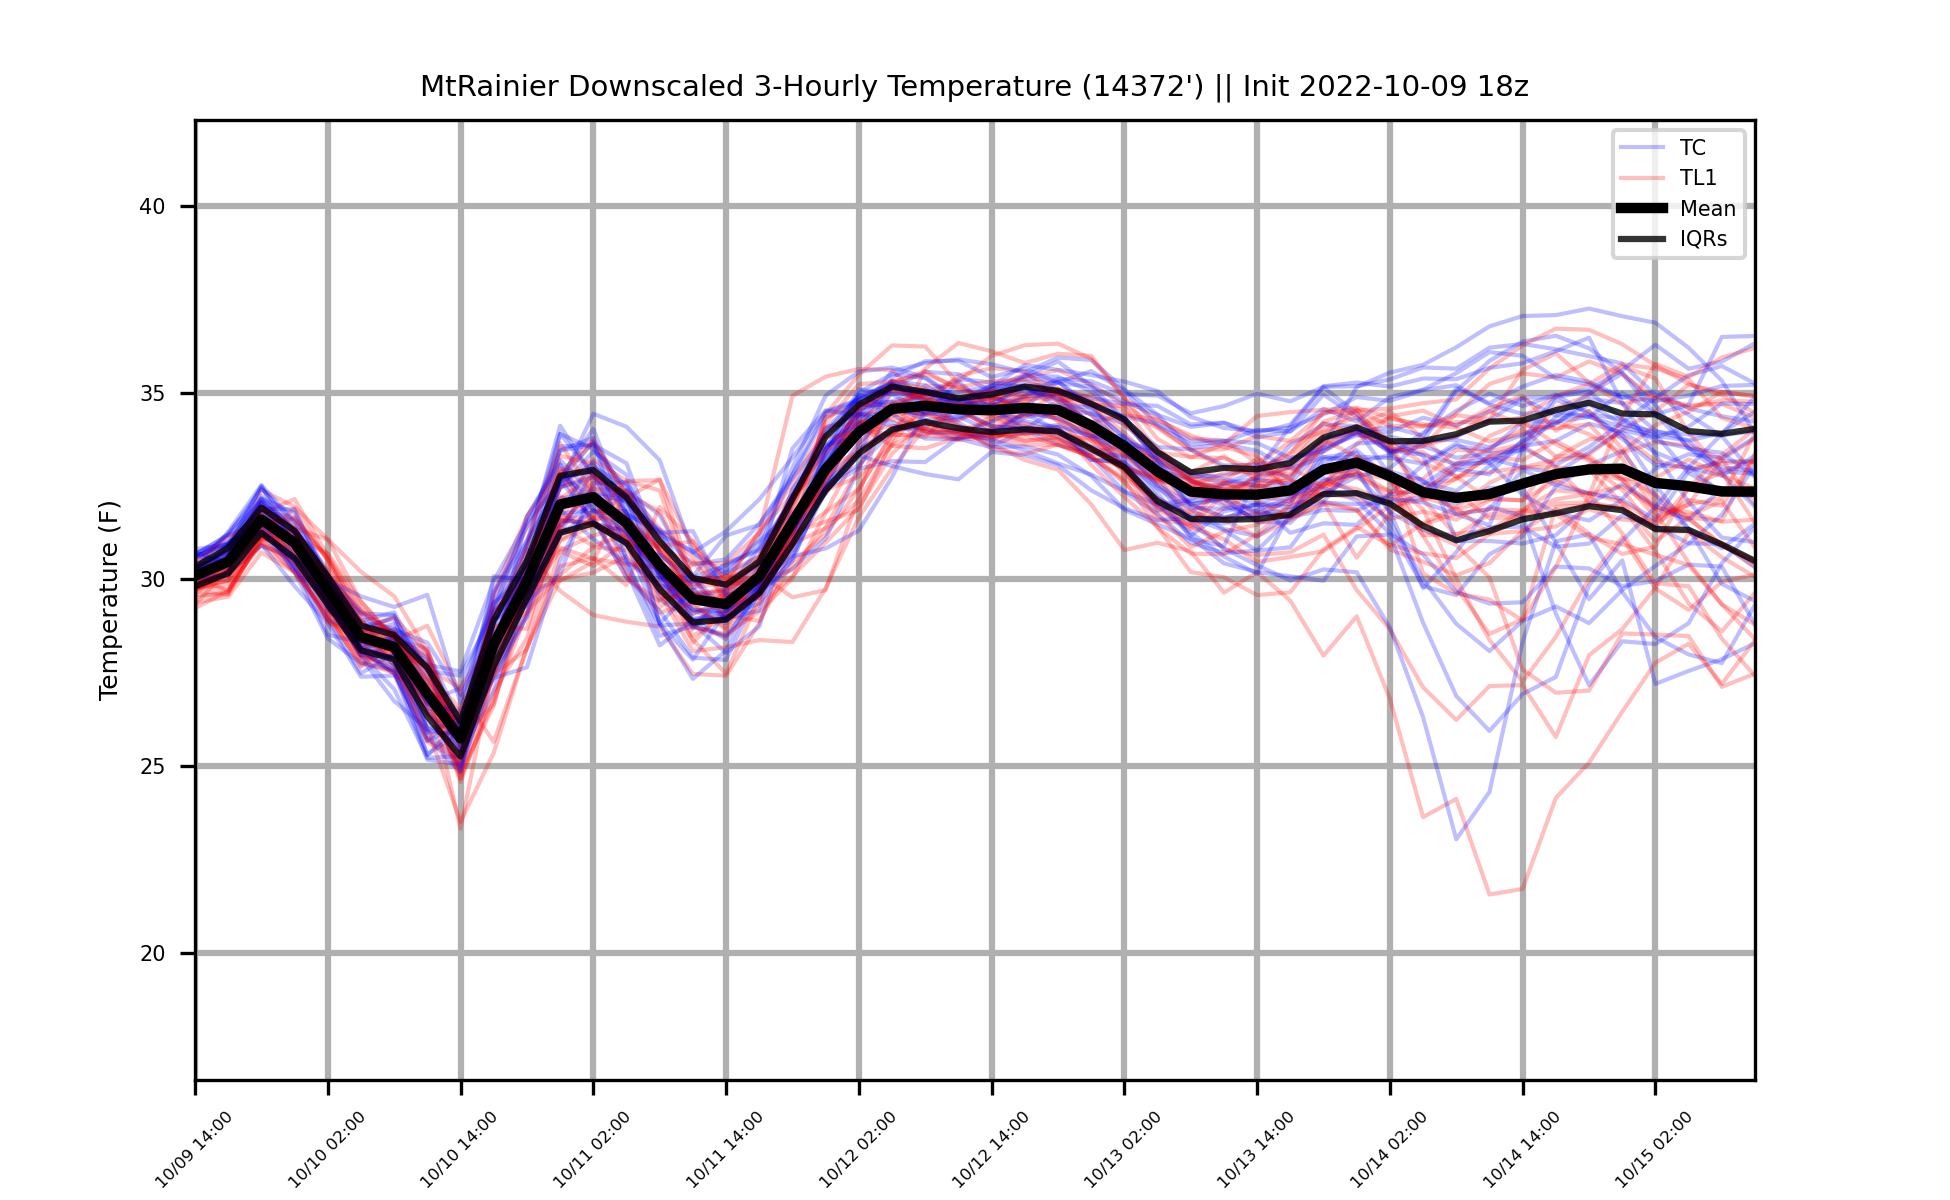 MtRainier Downscaled 3-Hourly Temperature (14372') || Init 2022-10-09 18z
TC
TL1
Mean
IQRs
Temperature (F)
40
35
30
25
20
10/09 14:00
10/10 02:00
10/10 14:00
10/11 02:00
10/11 14:00
10/12 02:00
10/12 14:00
10/13 02:00
10/13 14:00
10/14 02:00
10/14 14:00
10/15 02:00